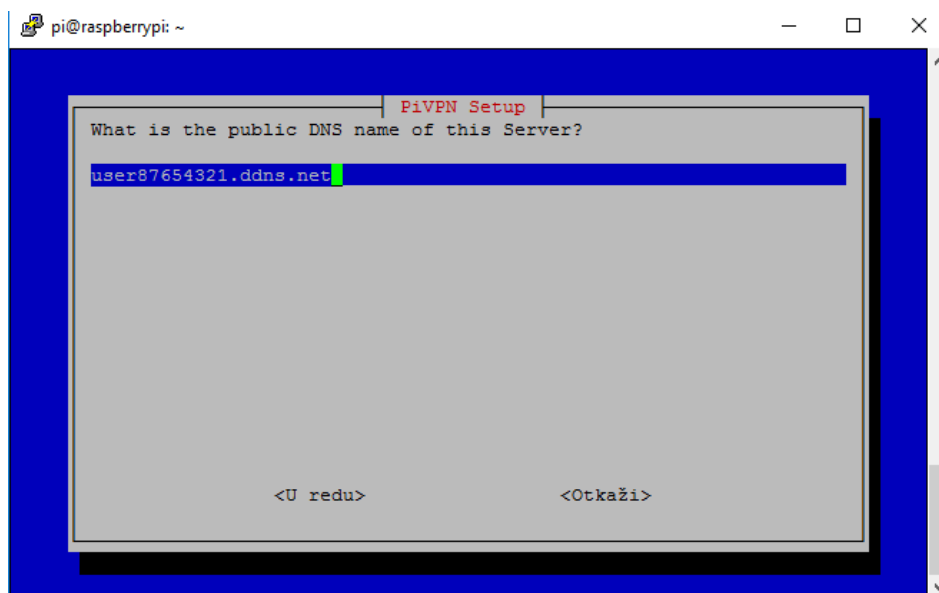 pi@raspberrypi: ~
PiVPN Setup
What is the public DNS name of this Server?
user87654321.ddns.net
<U redu> <Otkaži>